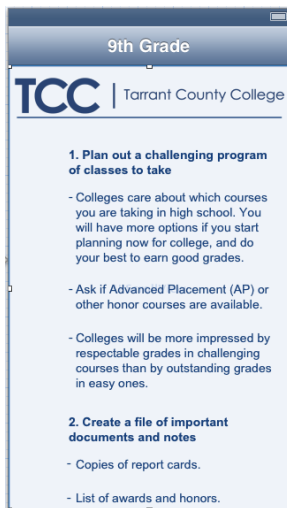 9th Grade
TCC | Tarrant County College
1. Plan out a challenging program
of classes to take
- Colleges care about which courses
you are taking in high school. You
will have more options if you start
planning now for college, and do
your best to earn good grades.
- Ask if Advanced Placement (AP) or
other honor courses are available.
- Colleges will be more impressed by
respectable grades in challenging
courses than by outstanding grades
in easy ones.
2. Create a file of important
documents and notes
- Copies of report cards.
- List of awards and honors.